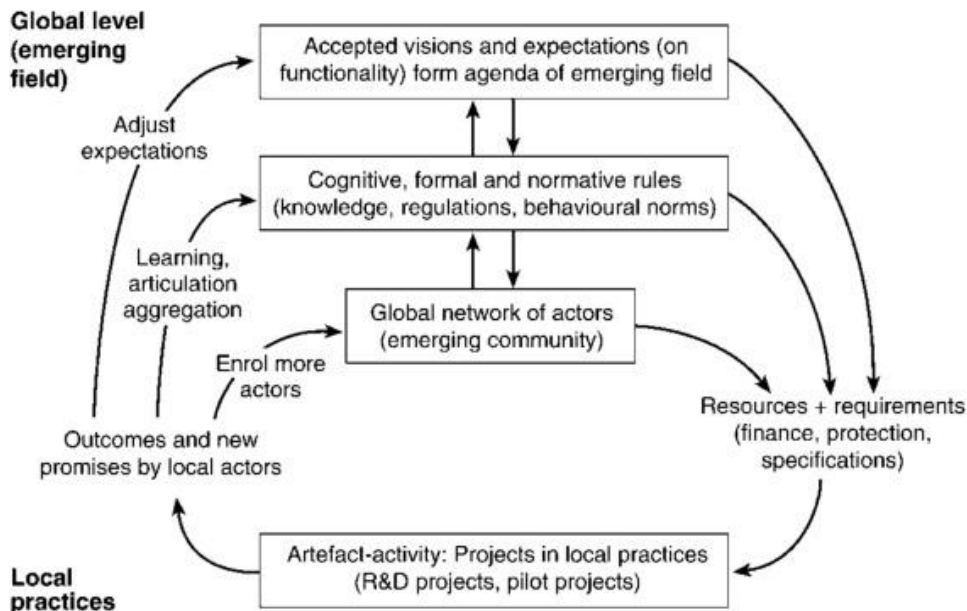 Global level
(emerging
field)
Accepted visions and expectations (on
functionality) form agenda of emerging field
Adjust
expectations
Cognitive, formal and normative rules
(knowledge, regulations, behavioural norms)
Learning,
articulation
aggregation
Global network of actors
(emerging community)
Enrol more
actors
Resources + requirements
(finance, protection,
specifications)
Outcomes and new
promises by local actors
Artefact-activity: Projects in local practices
(R&D projects, pilot projects)
Local
practices